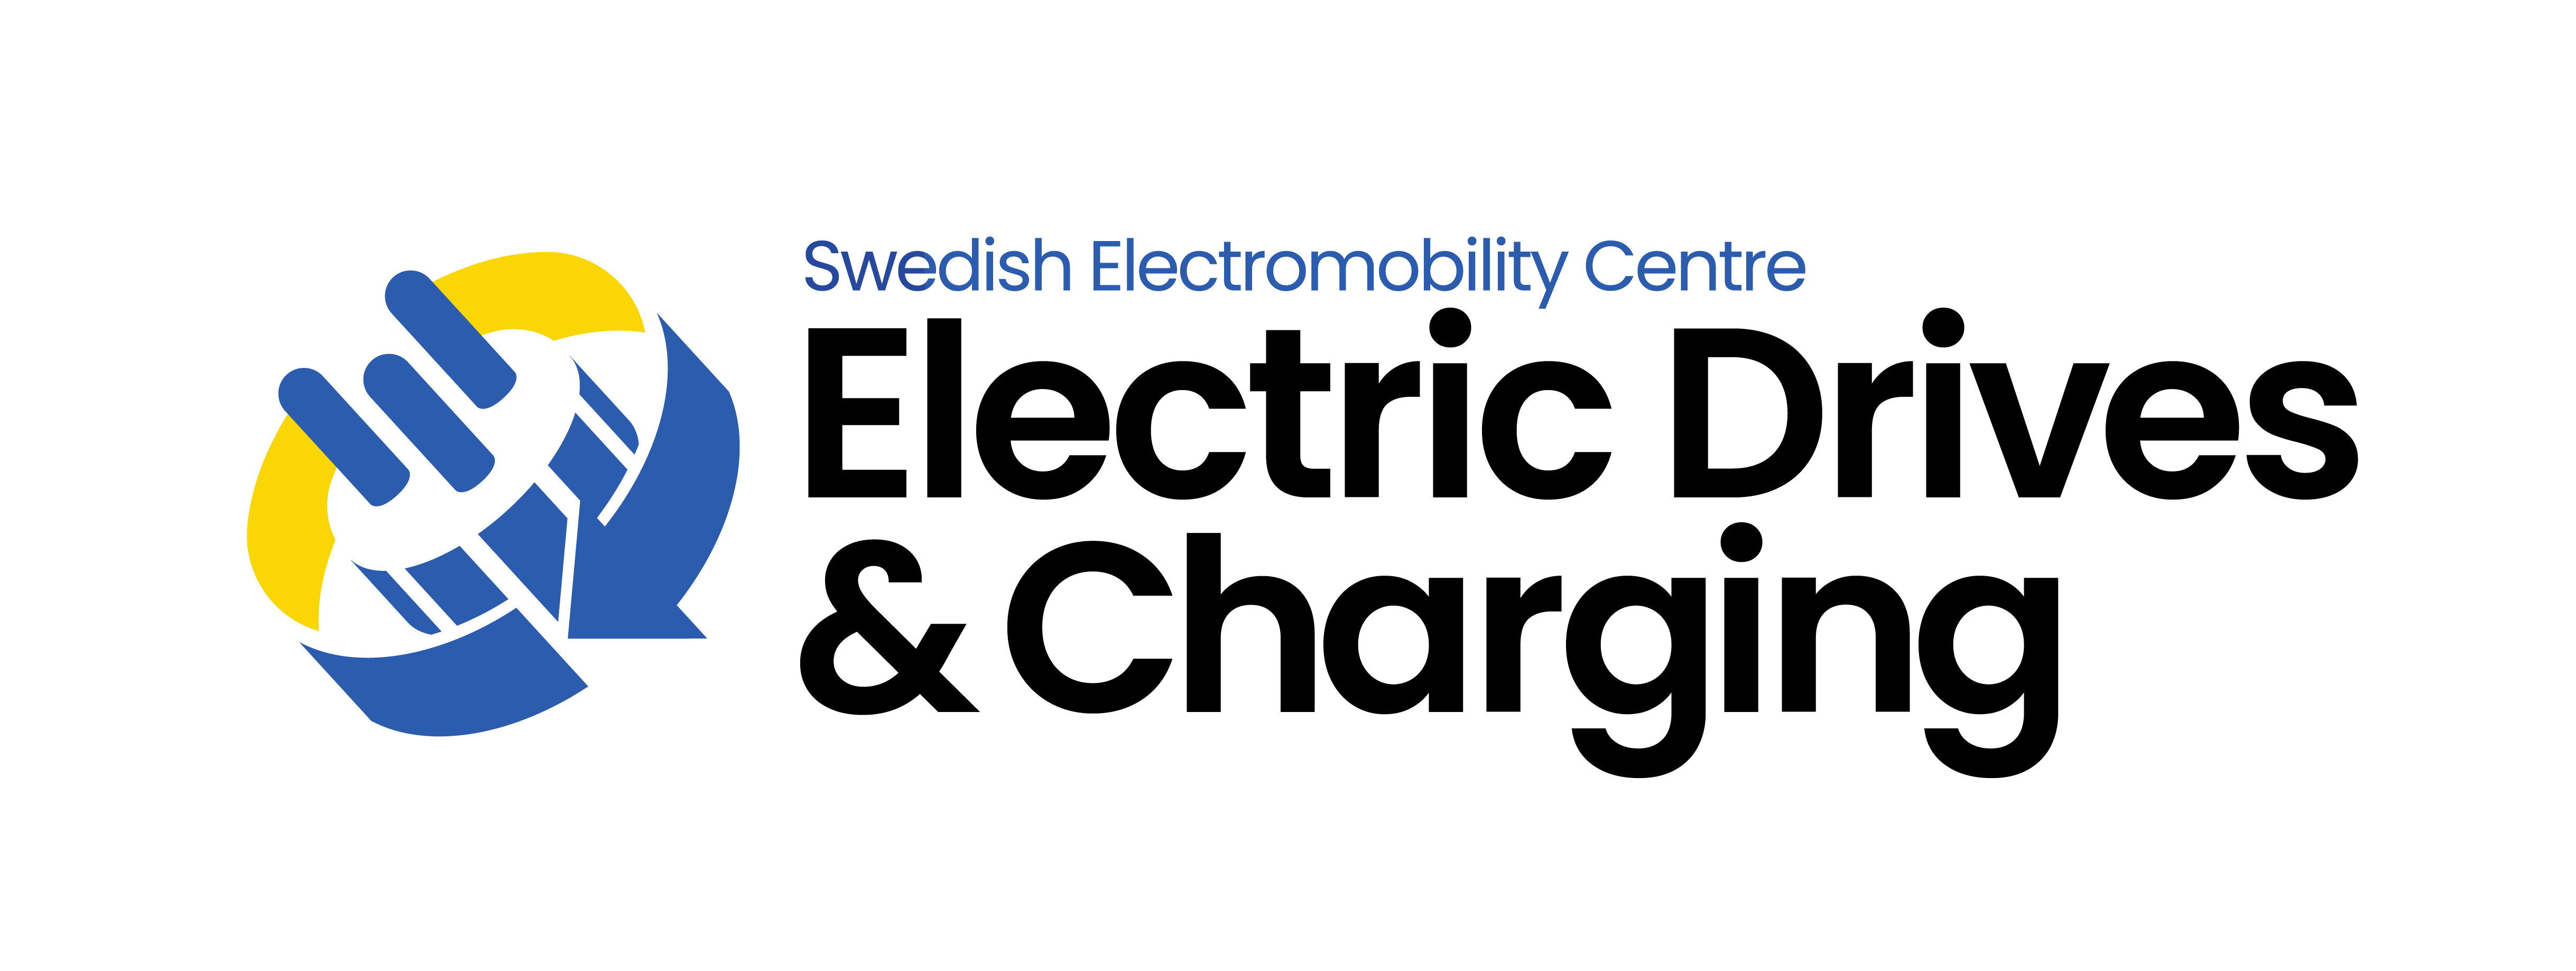 Swedish Electromobility Centre
Electric Drives
& Charging